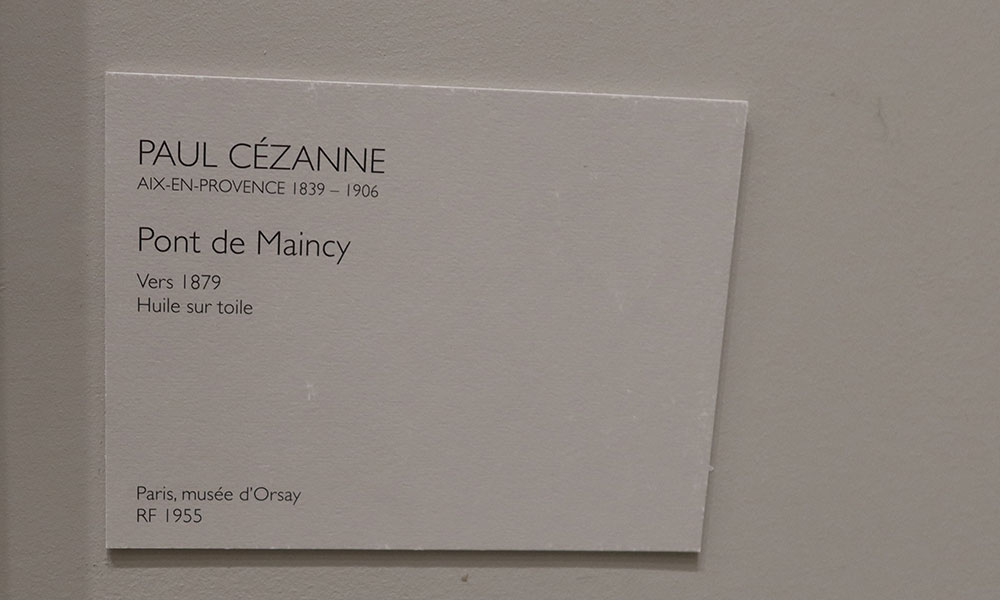 PAUL CÉZANNE
AIX-EN-PROVENCE 1839 – 1906
Pont de Maincy
Vers 1879
Huile sur toile
Paris, musée d'Orsay
RF 1955